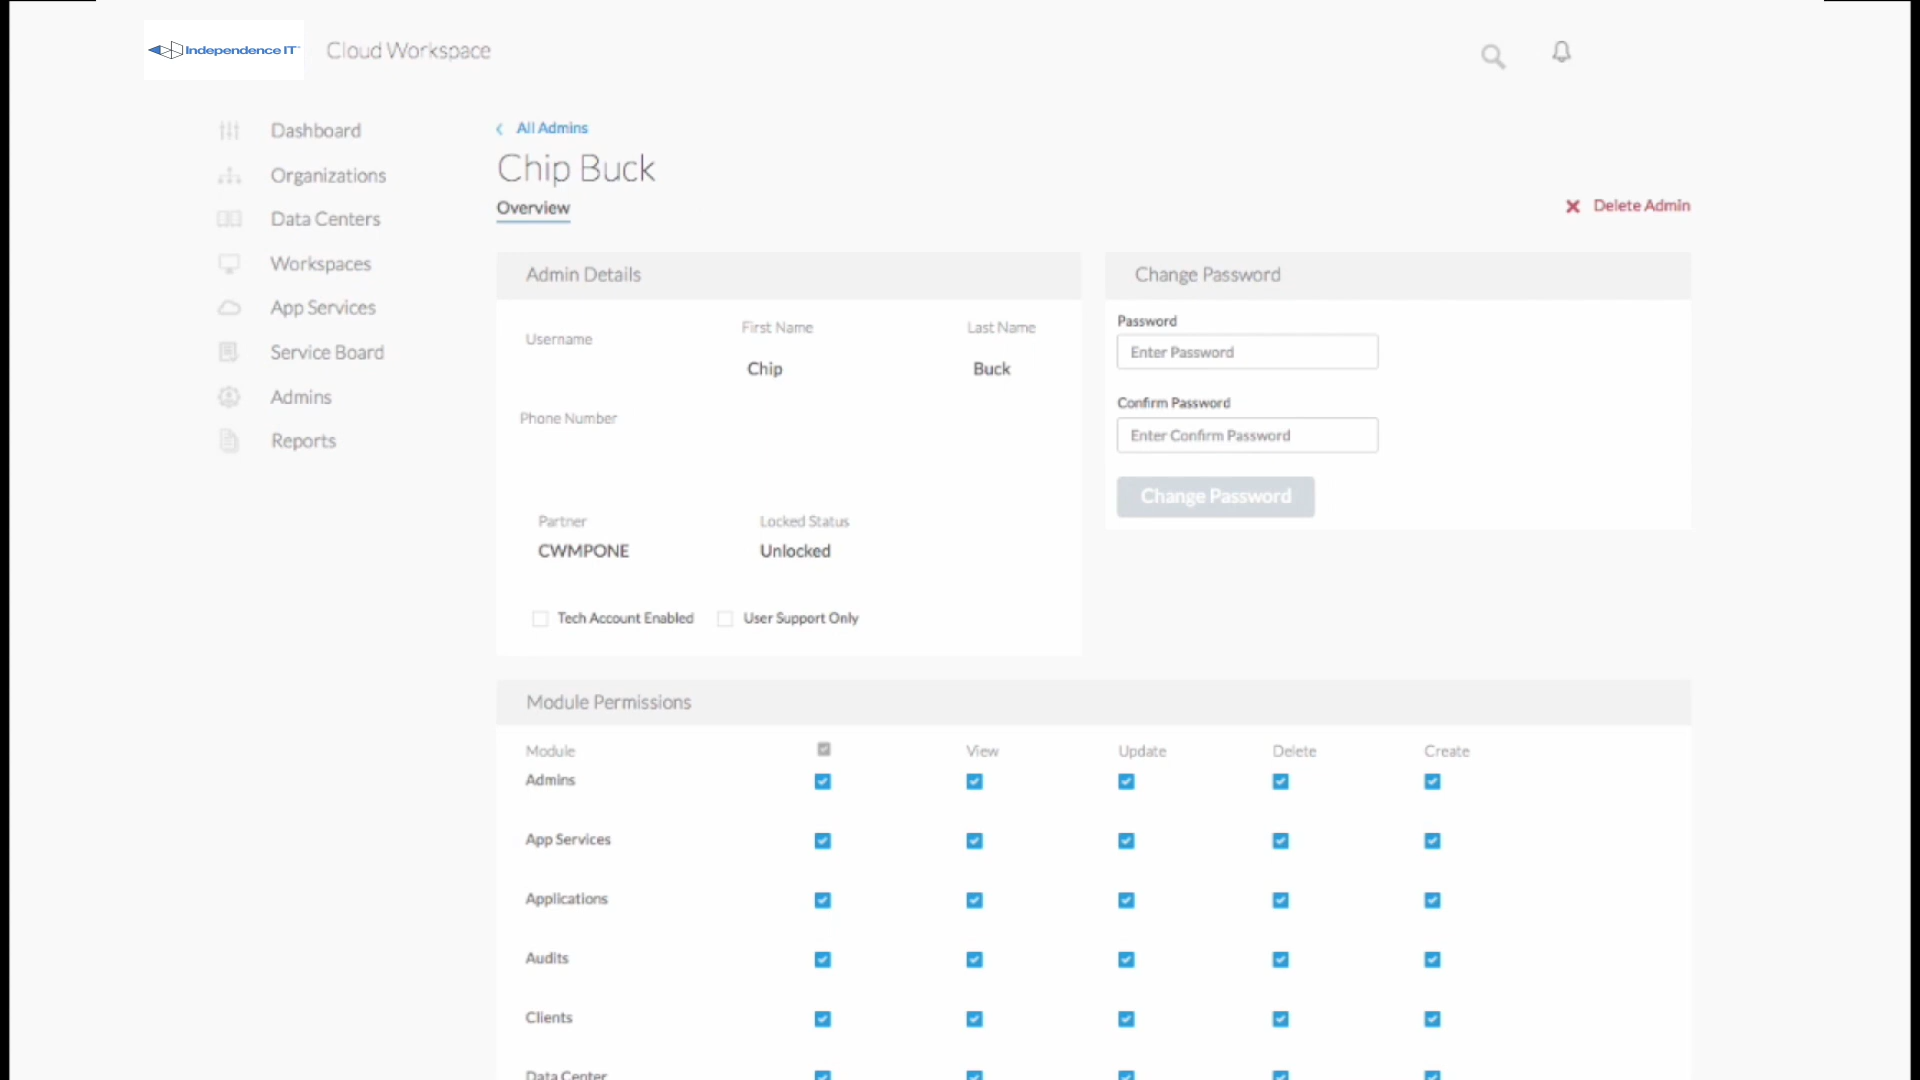 Independence IT
Cloud Workspace
Dashboard
Organizations
Data Centers
Workspaces
App Services
Service Board
Admins
Reports
All Admins
Chip Buck
Overview
Delete Admin
Admin Details
Username
First Name
Last Name
Chip
Buck
Phone Number
Partner
Locked Status
CWMPONE
Unlocked
Tech Account Enabled
User Support Only
Change Password
Password
Enter Password
Confirm Password
Enter Confirm Password
Change Password
Module Permissions
Module View Update Delete Create
Admins
App Services
Applications
Audits
Clients
Data Center